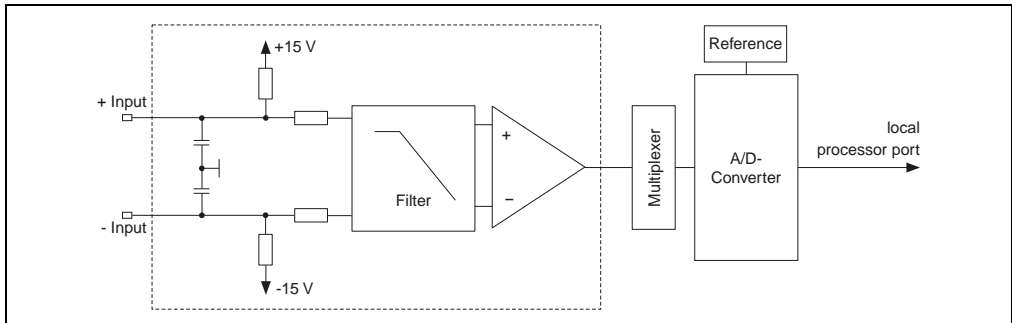 +15 V
Reference
+ Input
Filter
+
−
Multiplexer
A/D-
Converter
local
processor port
- Input
-15 V